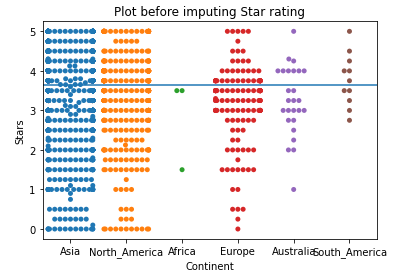 Plot before imputing Star rating
5
4
3
2
1
0
Stars
Asia North_America Africa Europe Australia South_America
Continent